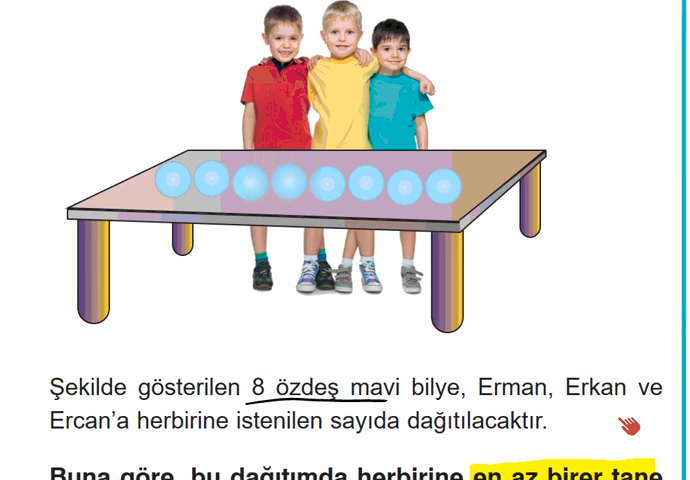 Şekilde gösterilen 8 özdeş mavi bilye, Erman, Erkan ve
Ercan’a herbirine istenilen sayıda dağıtılacaktır.
Buna göre, bu dağıtımda herbirine en az birer tane